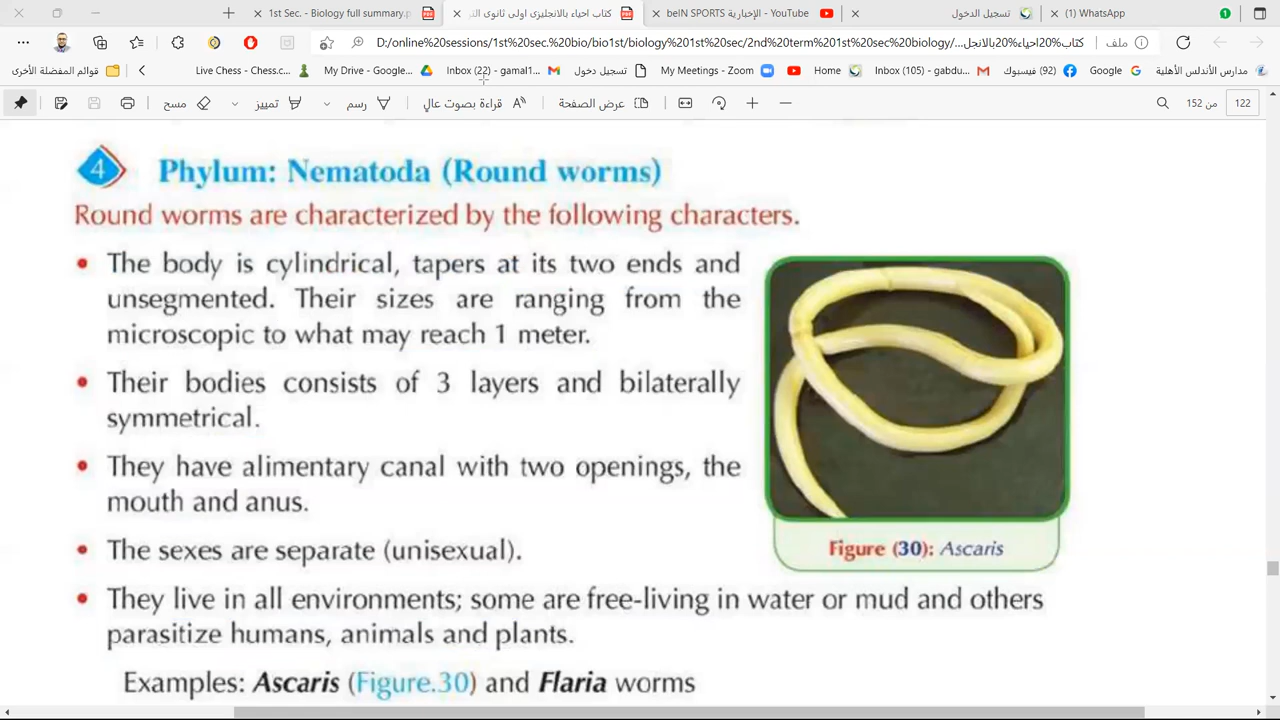 1st Sec. - Biology full summary.p
كتاب احياء بالانجليزى اولى ثانوى التير
beIN SPORTS الإخبارية - YouTube
تسجيل الدخول
(1) WhatsApp
D:/online%20sessions/1st%20sec.%20bio/bio1st/biology%201st%20sec/2nd%20term%201st%20sec%20biology/...كتاب%20احياء%20بالانجل
ملف
قوائم المفضلة الأخرى
Live Chess - Chess.c...
My Drive - Google...
Inbox (22) - gamal1...
تسجيل دخول
My Meetings - Zoom
Home
Inbox (105) - gabdu...
(92) فيسبوك
Google
مدارس الأندلس الأهلية
مسح
تمييز
رسم
قراءة بصوت عالٍ
عرض الصفحة
152 من
122
4 Phylum: Nematoda (Round worms)
Round worms are characterized by the following characters.
• The body is cylindrical, tapers at its two ends and
unsegmented. Their sizes are ranging from the
microscopic to what may reach 1 meter.
• Their bodies consists of 3 layers and bilaterally
symmetrical.
• They have alimentary canal with two openings, the
mouth and anus.
• The sexes are separate (unisexual).
Figure (30): Ascaris
• They live in all environments; some are free-living in water or mud and others
parasitize humans, animals and plants.
Examples: Ascaris (Figure.30) and Flaria worms